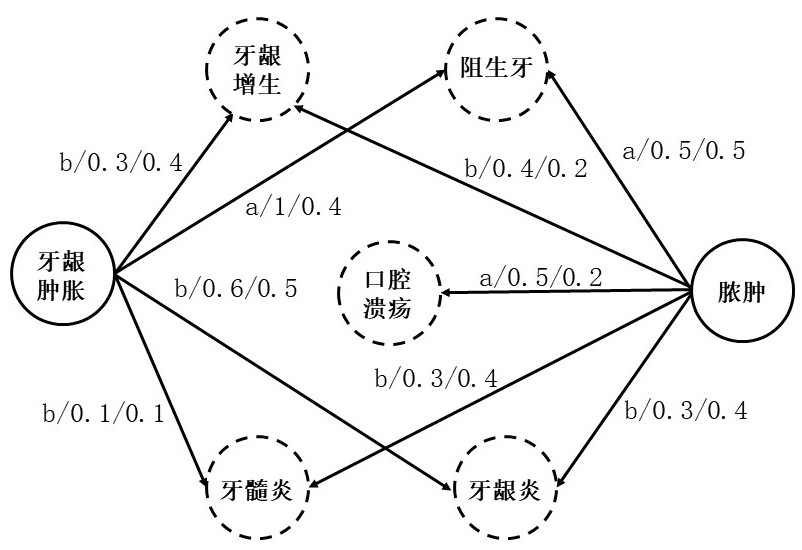 牙龈
增生
阻生牙
b/0.3/0.4
a/1/0.4
b/0.4/0.2
a/0.5/0.5
牙龈
肿胀
b/0.6/0.5
口腔
溃疡
a/0.5/0.2
脓肿
b/0.1/0.1
b/0.3/0.4
b/0.3/0.4
牙髓炎
牙龈炎